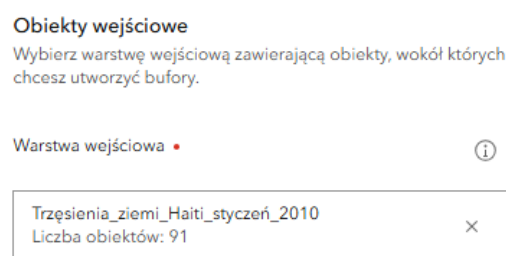 Obiekty wejściowe
Wybierz warstwę wejściową zawierającą obiekty, wokół których
chcesz utworzyć bufory.
Warstwa wejściowa •
Trzęsienia_ziemi_Haiti_styczeń_2010
Liczba obiektów: 91